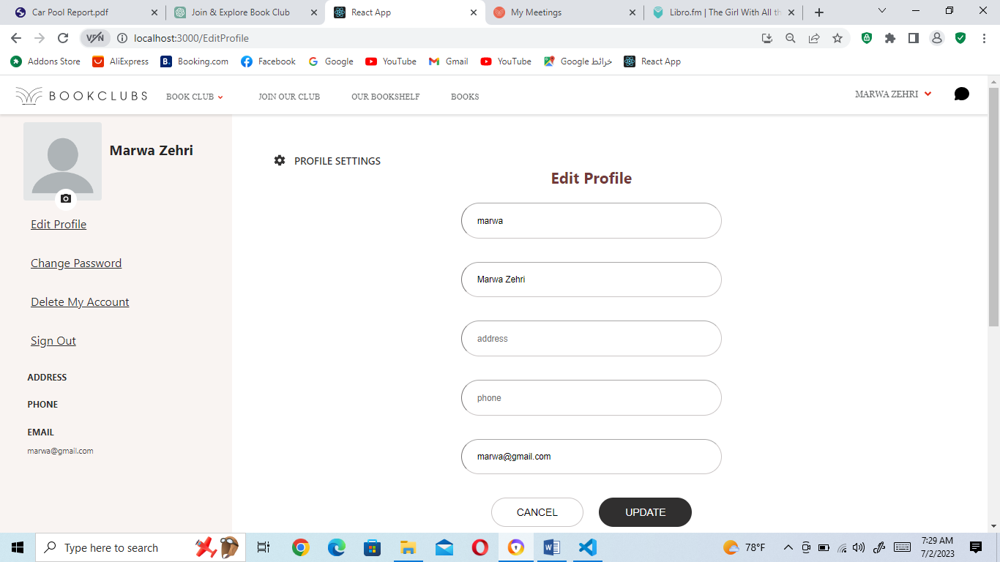 Car Pool Report.pdf
Join & Explore Book Club
React App
My Meetings
Libro.fm | The Girl With All th
VPN
localhost:3000/EditProfile
Addons Store
AliExpress
B.
Booking.com
Facebook
Google
YouTube
Gmail
YouTube
خرائط Google
React App
BOOKCLUBS
BOOK CLUB
JOIN OUR CLUB
OUR BOOKSHELF
BOOKS
MARWA ZEHRI
Marwa Zehri
Edit Profile
Change Password
Delete My Account
Sign Out
ADDRESS
PHONE
EMAIL
marwa@gmail.com
PROFILE SETTINGS
Edit Profile
marwa
Marwa Zehri
address
phone
marwa@gmail.com
CANCEL
UPDATE
Type here to search
78°F
7:29 AM
7/2/2023